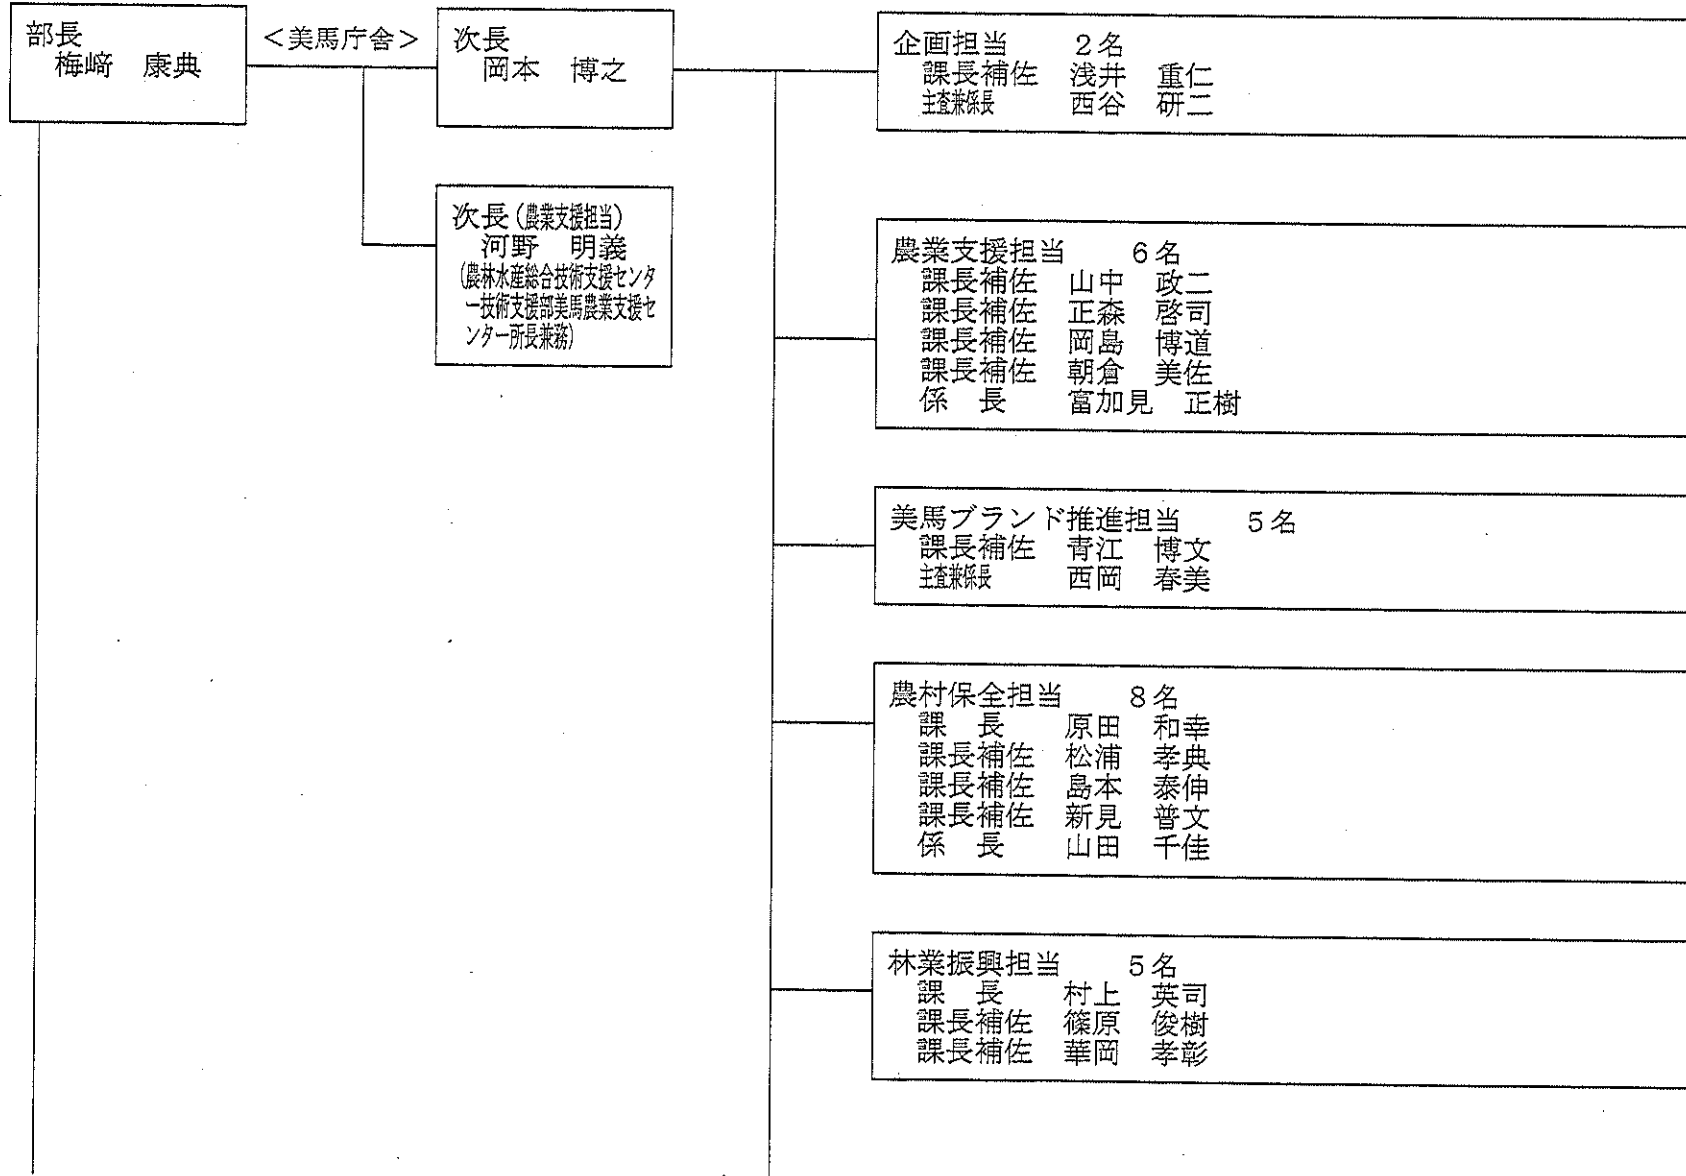 部長
梅﨑　康典
＜美馬庁舎＞
次長
岡本　博之
次長（農業支援担当）
河野　明義
（農林水産総合技術支援センタ
ー技術支援部美馬農業支援セ
ンター所長兼務）
企画担当　　2名
課長補佐　浅井　重仁
主査兼係長　西谷　研二
農業支援担当　　6名
課長補佐　山中　政二
課長補佐　正森　啓司
課長補佐　岡島　博道
課長補佐　朝倉　美佐
係　長　富加見　正樹
美馬ブランド推進担当　　5名
課長補佐　青江　博文
主査兼係長　西岡　春美
農村保全担当　　8名
課　長　原田　和幸
課長補佐　松浦　孝典
課長補佐　島本　泰伸
課長補佐　新見　普文
係　長　山田　千佳
林業振興担当　　5名
課　長　村上　英司
課長補佐　篠原　俊樹
課長補佐　華岡　孝彰